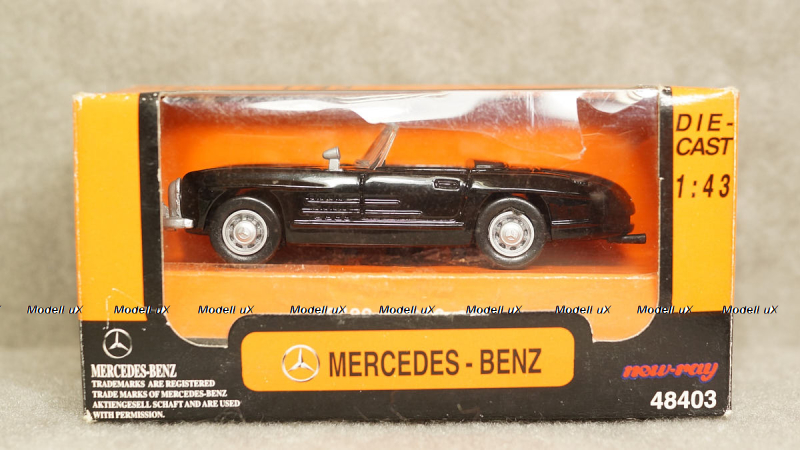 DIE-
CAST
1:43
Modell uX Modell uX Modell uX Modell uX Modell uX Modell uX Modell uX Modell uX Modell uX
MERCEDES-BENZ
TRADEMARKS ARE REGISTERED
TRADE MARKS OF MERCEDES-BENZ
AKTIENGESELL SCHAFT AND ARE USED
WITH PERMISSION.
MERCEDES - BENZ
new-ray
48403